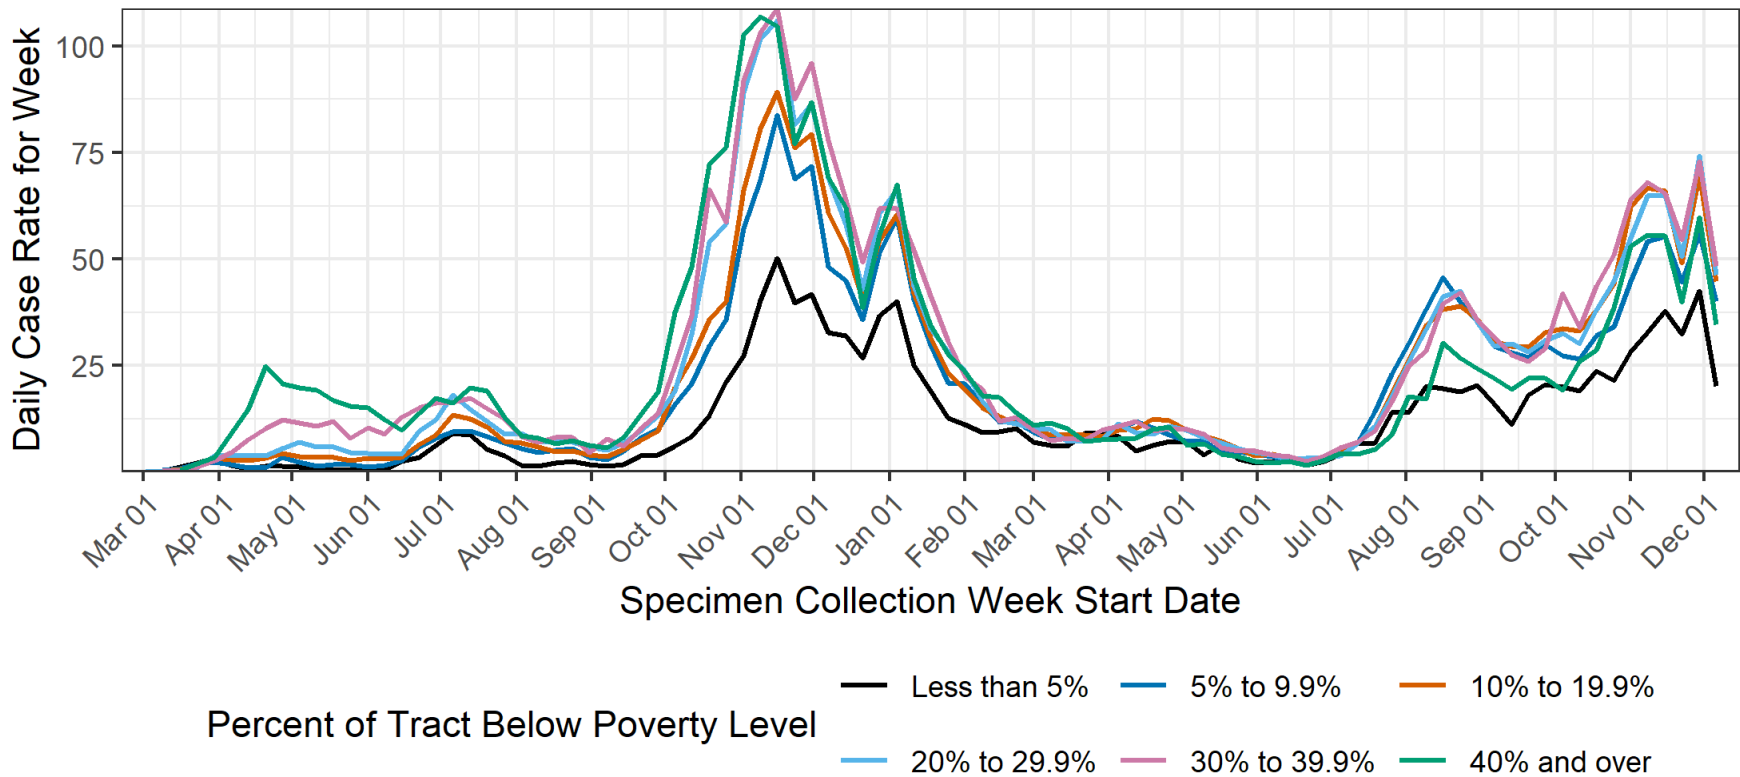 Daily Case Rate for Week
100
75
50
25
Mar 01
Apr 01
May 01
Jun 01
Jul 01
Aug 01
Sep 01
Oct 01
Nov 01
Dec 01
Jan 01
Feb 01
Mar 01
Apr 01
May 01
Jun 01
Jul 01
Aug 01
Sep 01
Oct 01
Nov 01
Dec 01
Specimen Collection Week Start Date
Percent of Tract Below Poverty Level
Less than 5%
5% to 9.9%
10% to 19.9%
20% to 29.9%
30% to 39.9%
40% and over